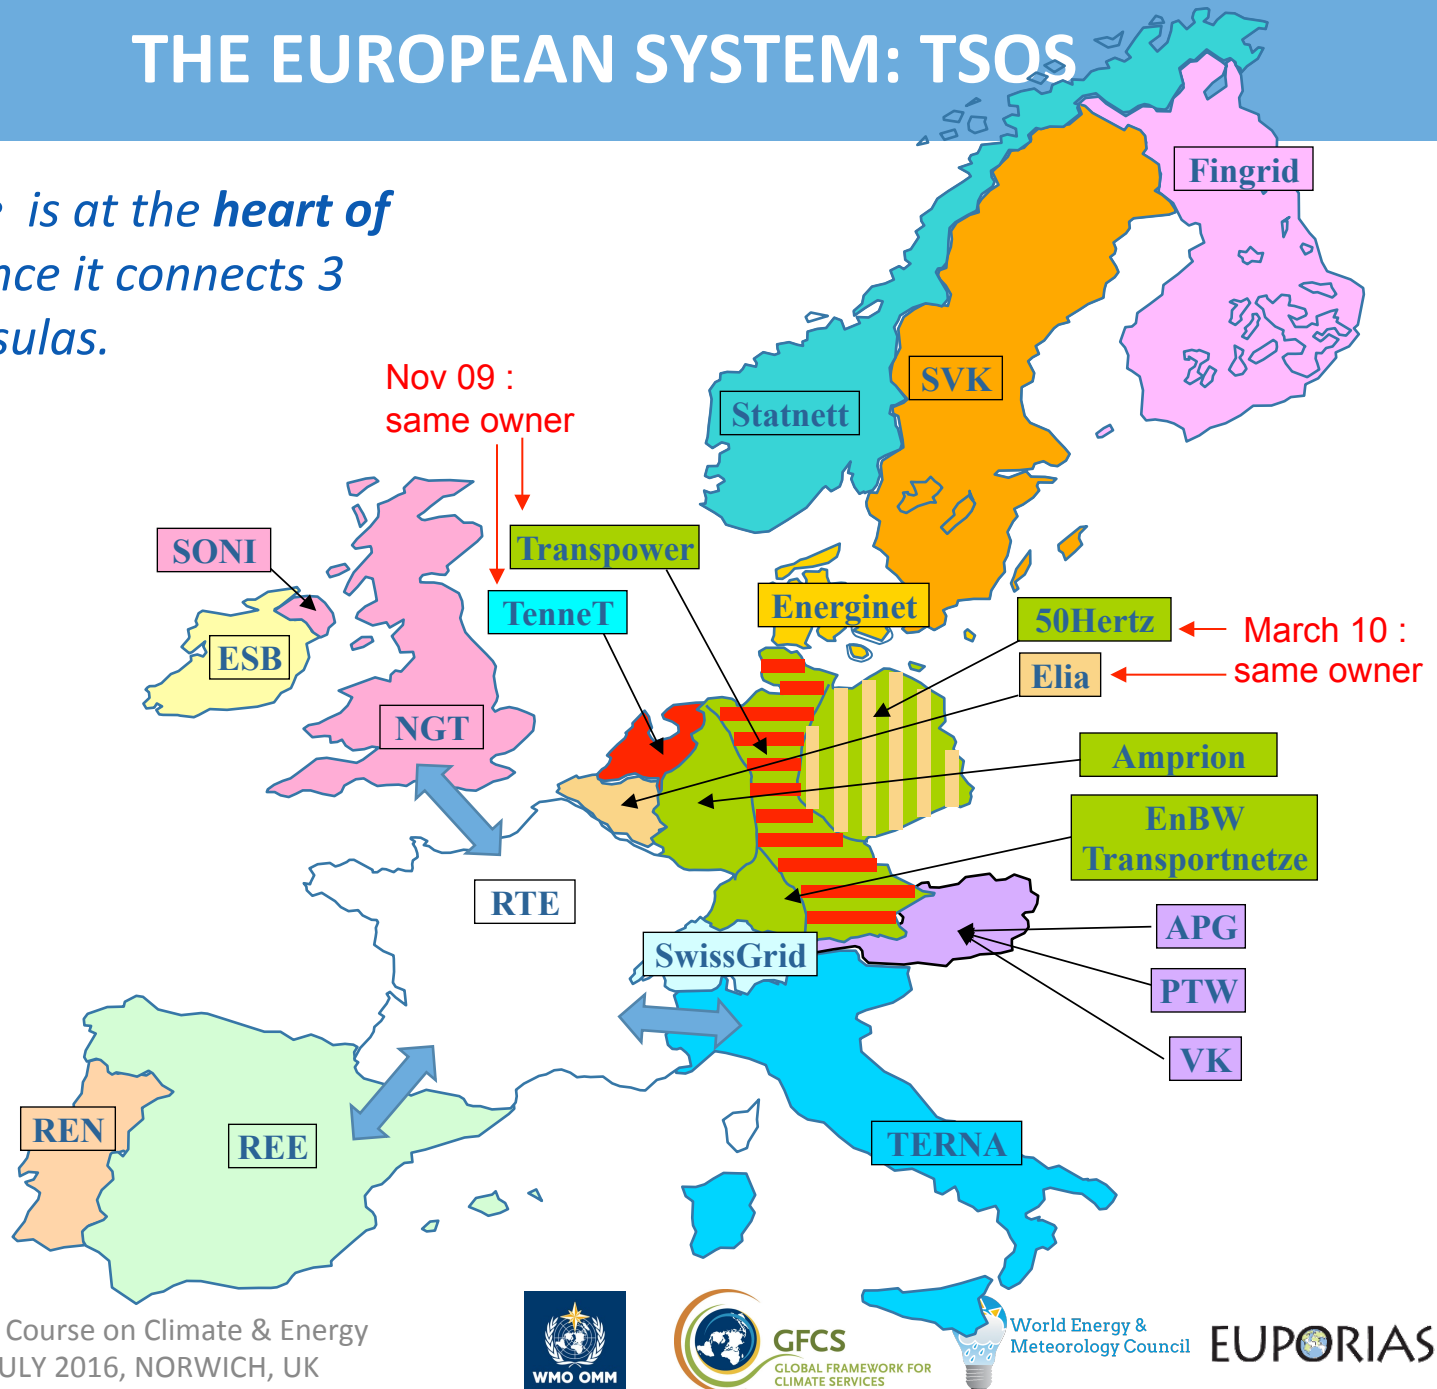 THE EUROPEAN SYSTEM: TSOS
is at the heart of
it connects 3
Nov 09 :
same owner
Fingrid
SVK
Statnett
SONI
Transpower
TenneT
Energinet
50Hertz
March 10 :
same owner
Elia
ESB
NGT
Amprion
EnBW
Transportnetze
RTE
APG
SwissGrid
PTW
VK
REN
REE
TERNA
Course on Climate & Energy
JULY 2016, NORWICH, UK
WMO OMM
GFCS
GLOBAL FRAMEWORK FOR
CLIMATE SERVICES
World Energy &
Meteorology Council
EUPORIAS